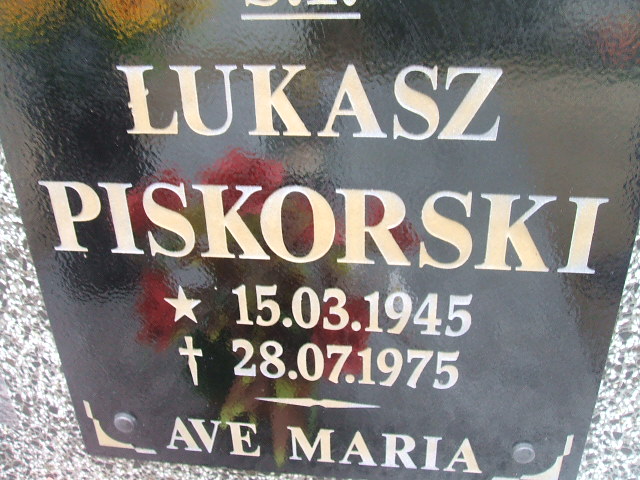 ŁUKASZ
PISKORSKI
★ 15.03.1945
† 28.07.1975
AVE MARIA